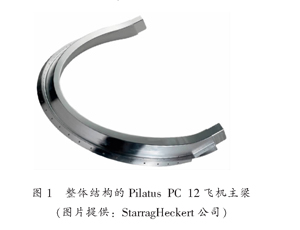 图 1 整体结构的 Pilatus PC 12 飞机主梁
(图片提供：StarragHeckert 公司)